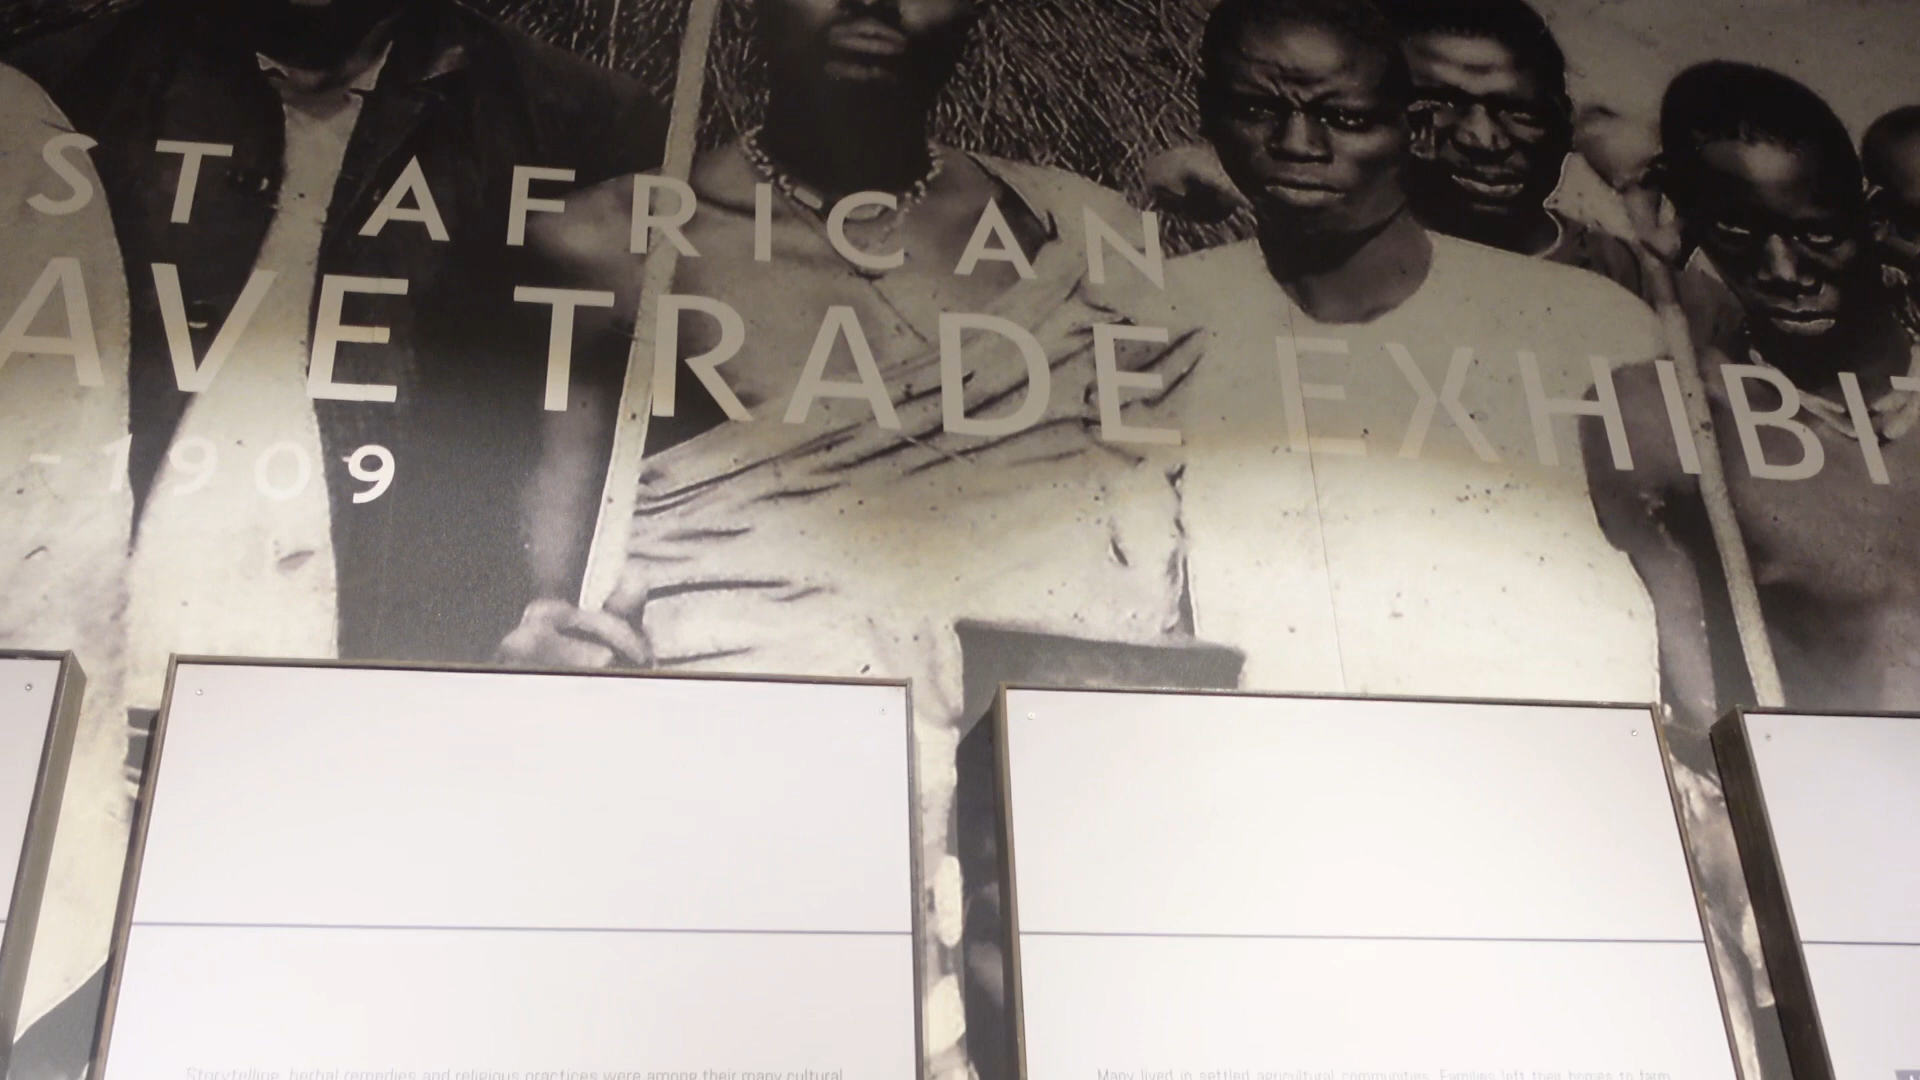 ST AFRICAN
AVE TRADE EXHIBIT
-1909
Storytelling, herbal remedies and religious practices were among their many cultural
Many lived in settled agricultural communities. Families left their homes to farm